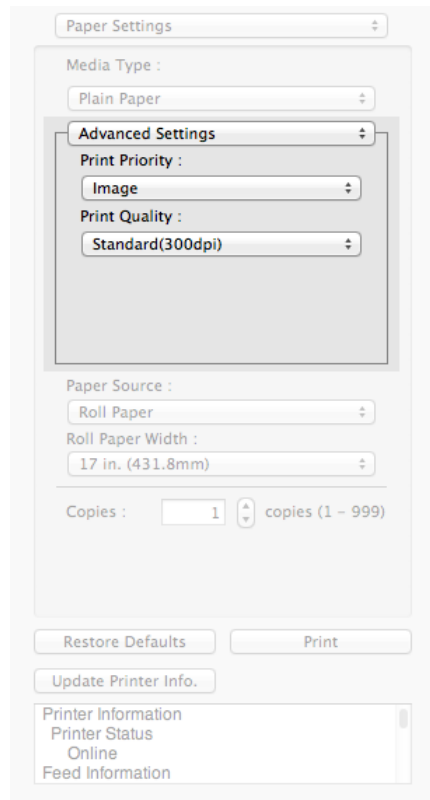 Paper Settings
Media Type :
Plain Paper
Advanced Settings
Print Priority :
Image
Print Quality :
Standard(300dpi)
Paper Source :
Roll Paper
Roll Paper Width :
17 in. (431.8mm)
Copies : 1 copies (1 – 999)
Restore Defaults Print
Update Printer Info.
Printer Information
Printer Status
Online
Feed Information